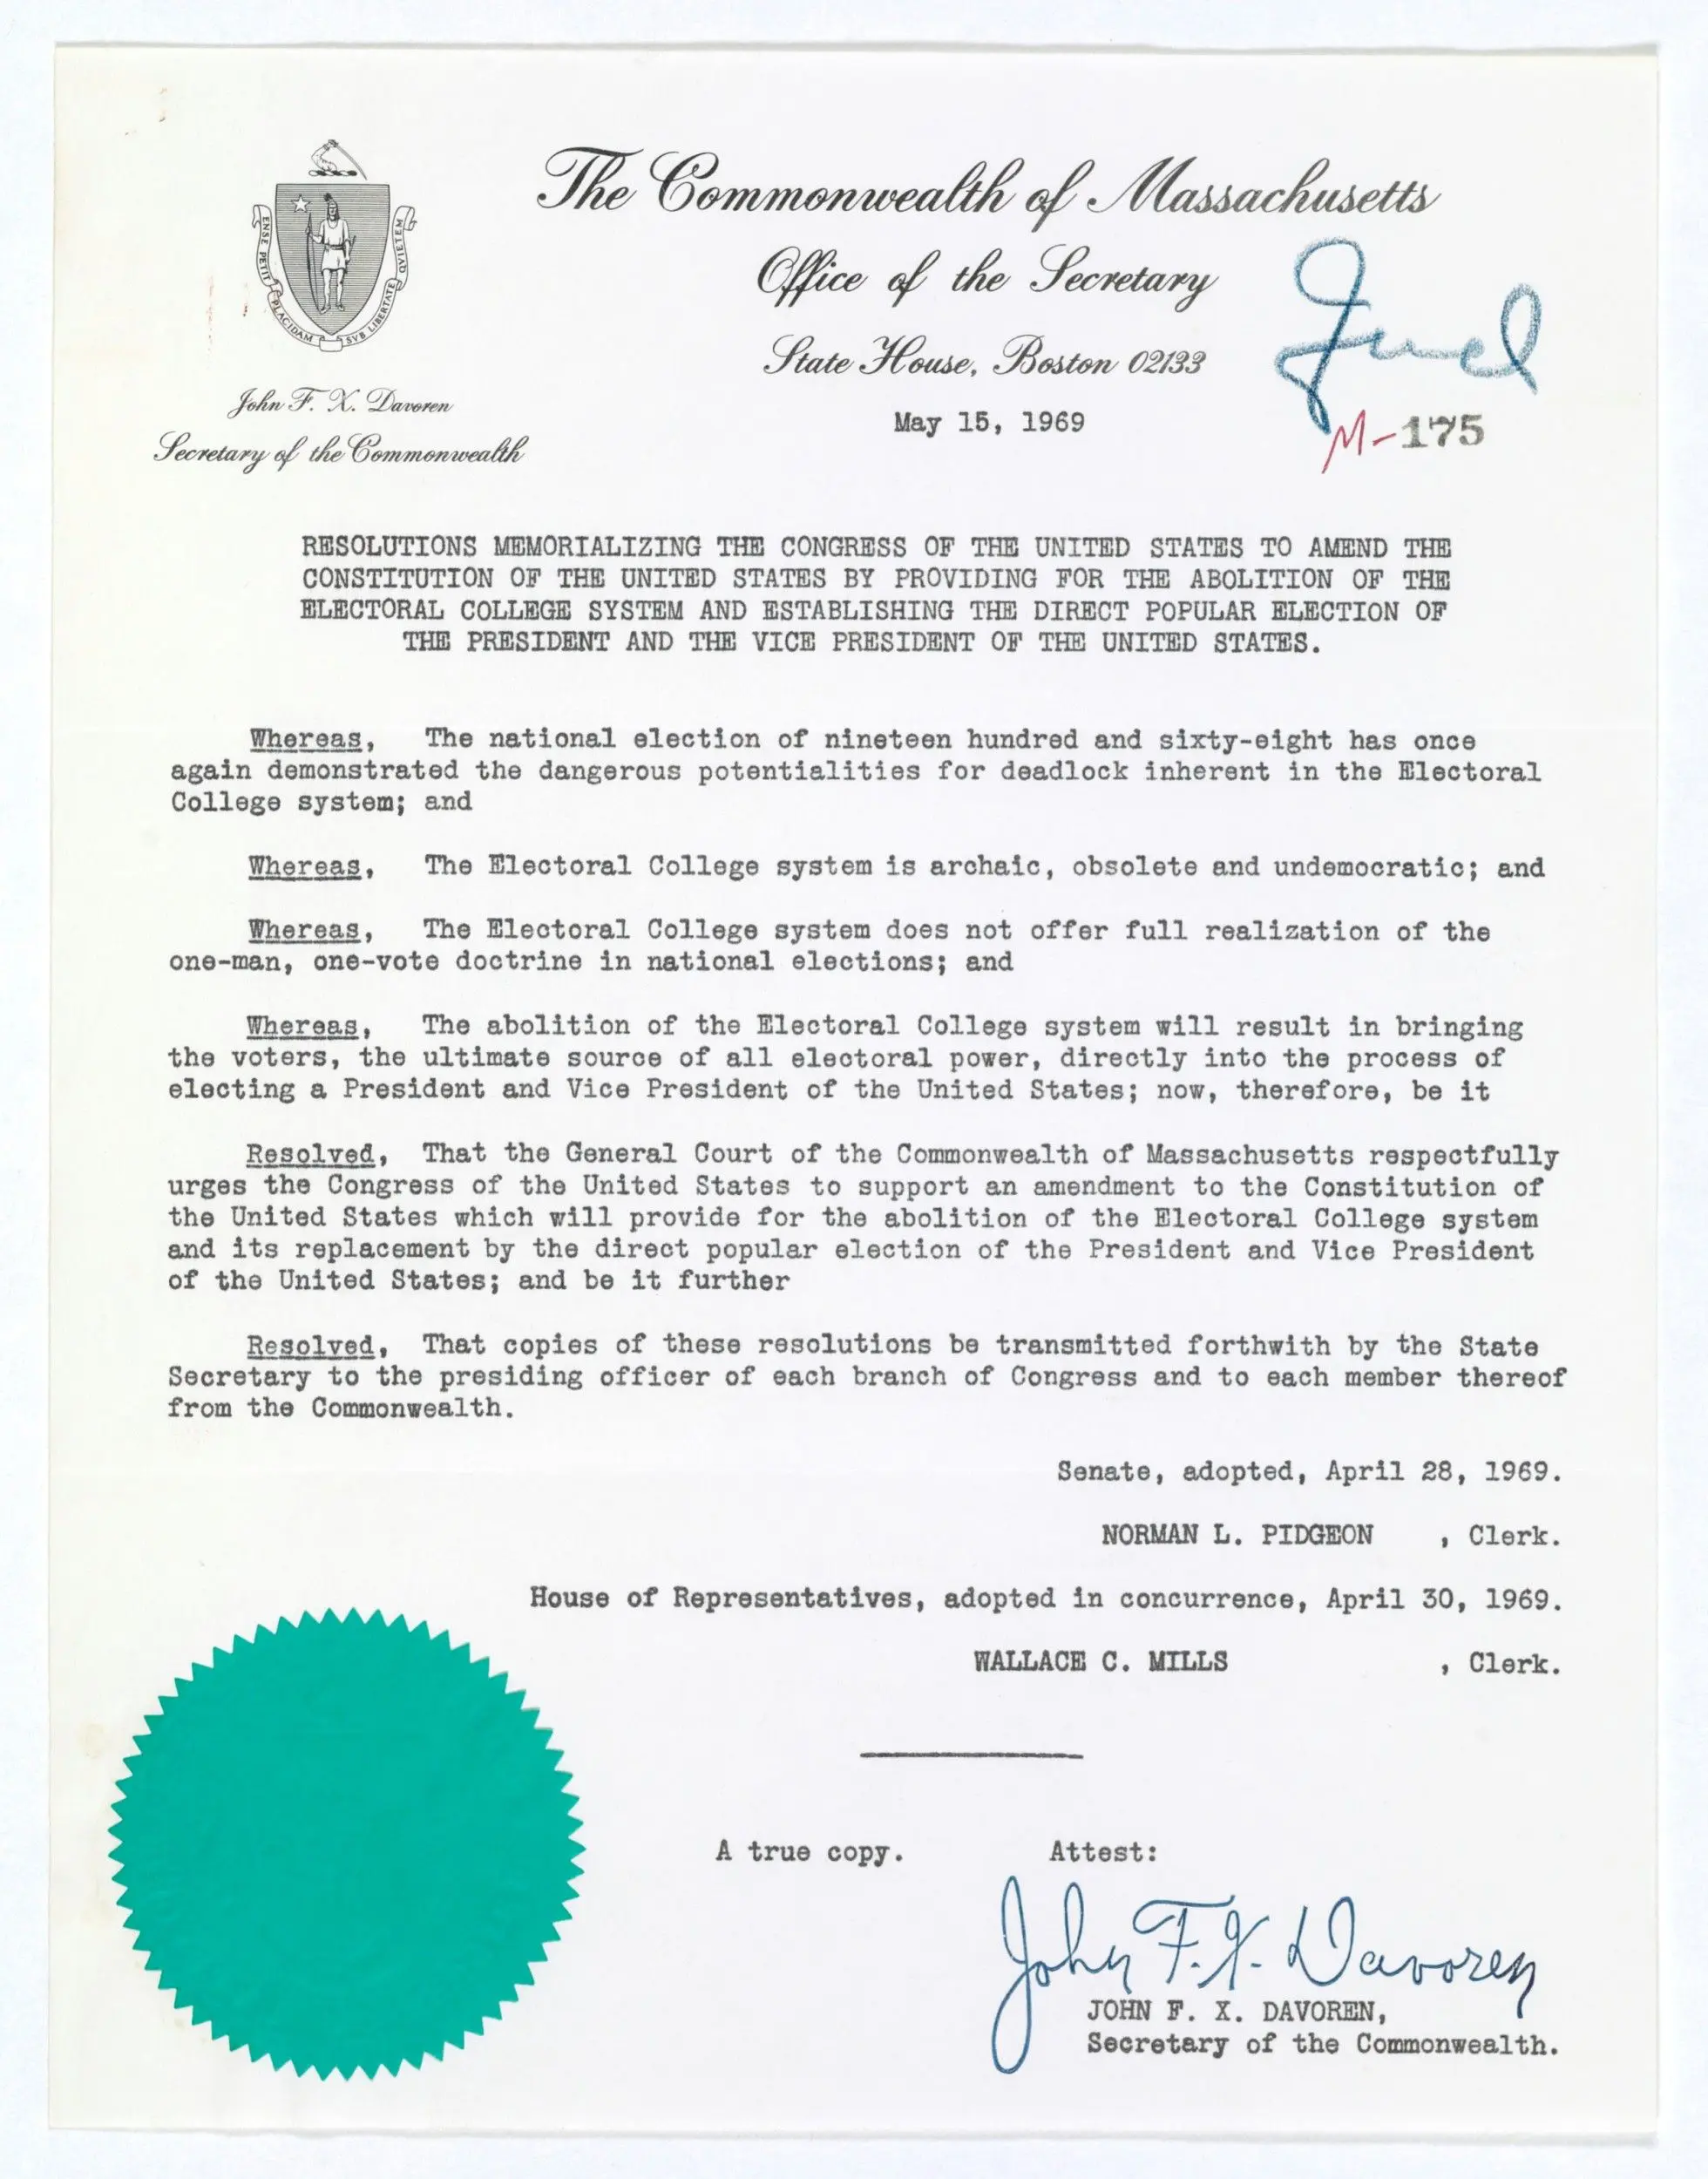 The Commonwealth of Massachusetts
Office of the Secretary
State House, Boston 02133
ENSE PETIT PLACIDAM SVB LIBERTATE QVIETEM
John F. X. Davoren
Secretary of the Commonwealth
May 15, 1969
Jud
M-175
RESOLUTIONS MEMORIALIZING THE CONGRESS OF THE UNITED STATES TO AMEND THE
CONSTITUTION OF THE UNITED STATES BY PROVIDING FOR THE ABOLITION OF THE
ELECTORAL COLLEGE SYSTEM AND ESTABLISHING THE DIRECT POPULAR ELECTION OF
THE PRESIDENT AND THE VICE PRESIDENT OF THE UNITED STATES.
Whereas, The national election of nineteen hundred and sixty-eight has once
again demonstrated the dangerous potentialities for deadlock inherent in the Electoral
College system; and
Whereas, The Electoral College system is archaic, obsolete and undemocratic; and
Whereas, The Electoral College system does not offer full realization of the
one-man, one-vote doctrine in national elections; and
Whereas, The abolition of the Electoral College system will result in bringing
the voters, the ultimate source of all electoral power, directly into the process of
electing a President and Vice President of the United States; now, therefore, be it
Resolved, That the General Court of the Commonwealth of Massachusetts respectfully
urges the Congress of the United States to support an amendment to the Constitution of
the United States which will provide for the abolition of the Electoral College system
and its replacement by the direct popular election of the President and Vice President
of the United States; and be it further
Resolved, That copies of these resolutions be transmitted forthwith by the State
Secretary to the presiding officer of each branch of Congress and to each member thereof
from the Commonwealth.
Senate, adopted, April 28, 1969.
NORMAN L. PIDGEON , Clerk.
House of Representatives, adopted in concurrence, April 30, 1969.
WALLACE C. MILLS , Clerk.
A true copy. Attest:
John F. X. Davoren
JOHN F. X. DAVOREN,
Secretary of the Commonwealth.